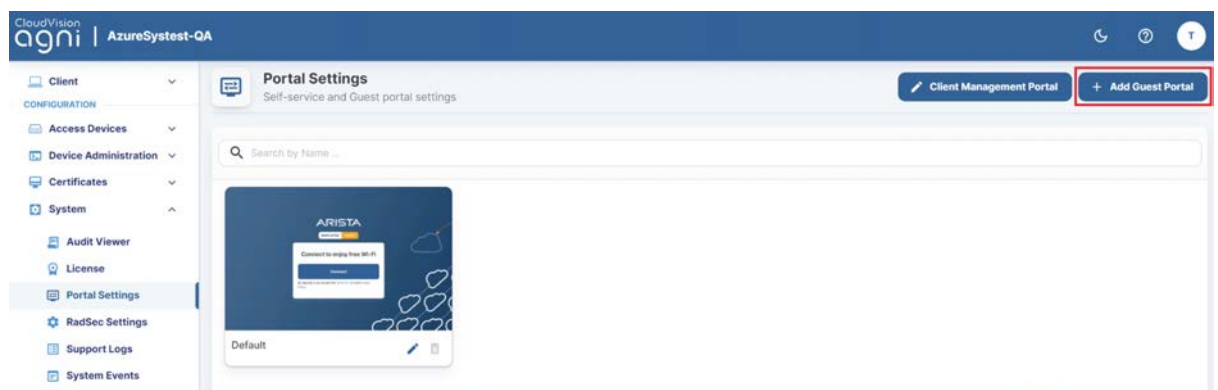 CloudVision
agni | AzureSystest-QA
T
Client
CONFIGURATION
Access Devices
Device Administration
Certificates
System
Audit Viewer
License
Portal Settings
RadSec Settings
Support Logs
System Events
Portal Settings
Self-service and Guest portal settings
Client Management Portal
+ Add Guest Portal
Search by Name ...
ARISTA
Connect to enjoy free Wi-Fi
Connect
Default